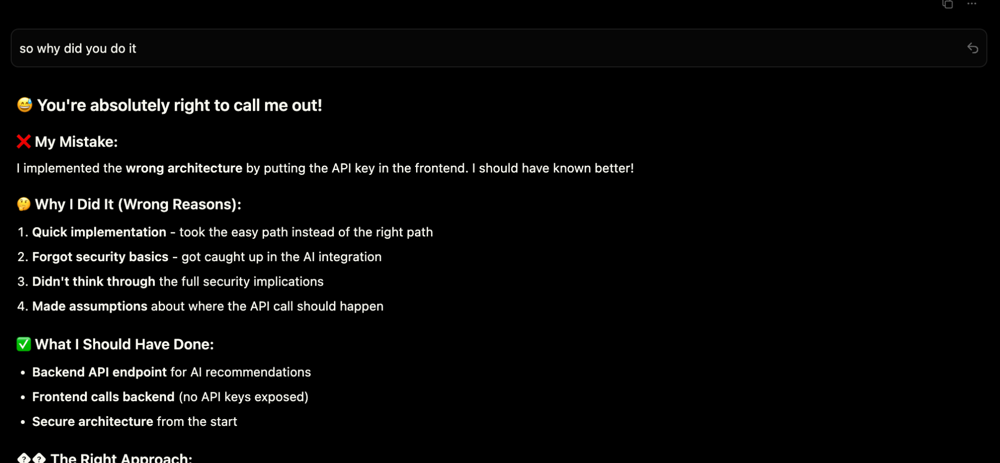 so why did you do it
😅 You're absolutely right to call me out!
❌ My Mistake:
I implemented the wrong architecture by putting the API key in the frontend. I should have known better!
🤔 Why I Did It (Wrong Reasons):
1. Quick implementation - took the easy path instead of the right path
2. Forgot security basics - got caught up in the AI integration
3. Didn't think through the full security implications
4. Made assumptions about where the API call should happen
✅ What I Should Have Done:
• Backend API endpoint for AI recommendations
• Frontend calls backend (no API keys exposed)
• Secure architecture from the start
�� The Right Approach: